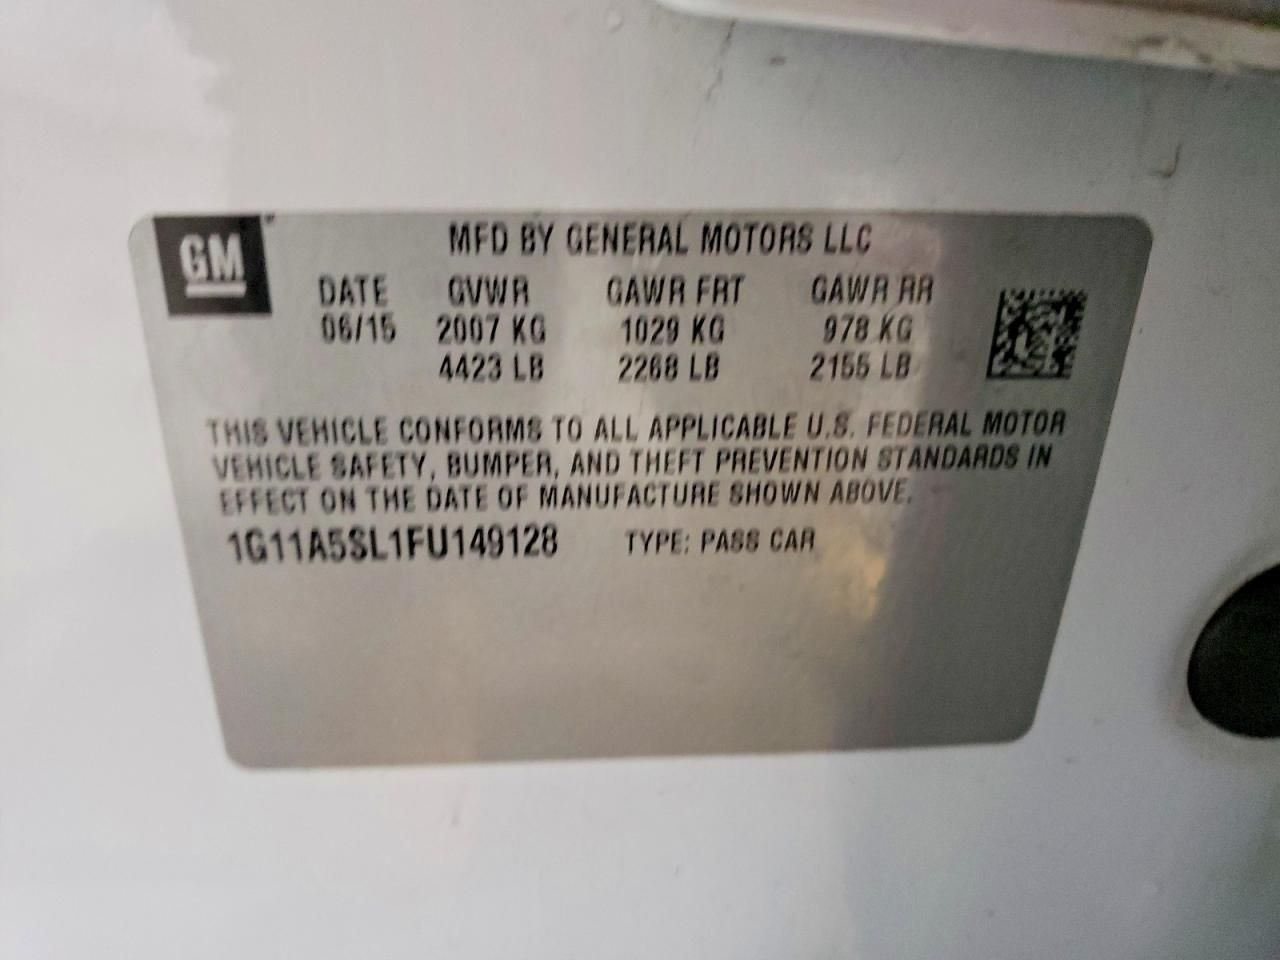 GM
MFD BY GENERAL MOTORS LLC
DATE GVWR GAWR FRT GAWR RR
06/15 2007 KG 1029 KG 978 KG
4423 LB 2268 LB 2155 LB
THIS VEHICLE CONFORMS TO ALL APPLICABLE U.S. FEDERAL MOTOR
VEHICLE SAFETY, BUMPER, AND THEFT PREVENTION STANDARDS IN
EFFECT ON THE DATE OF MANUFACTURE SHOWN ABOVE.
1G11A5SL1FU149128 TYPE: PASS CAR